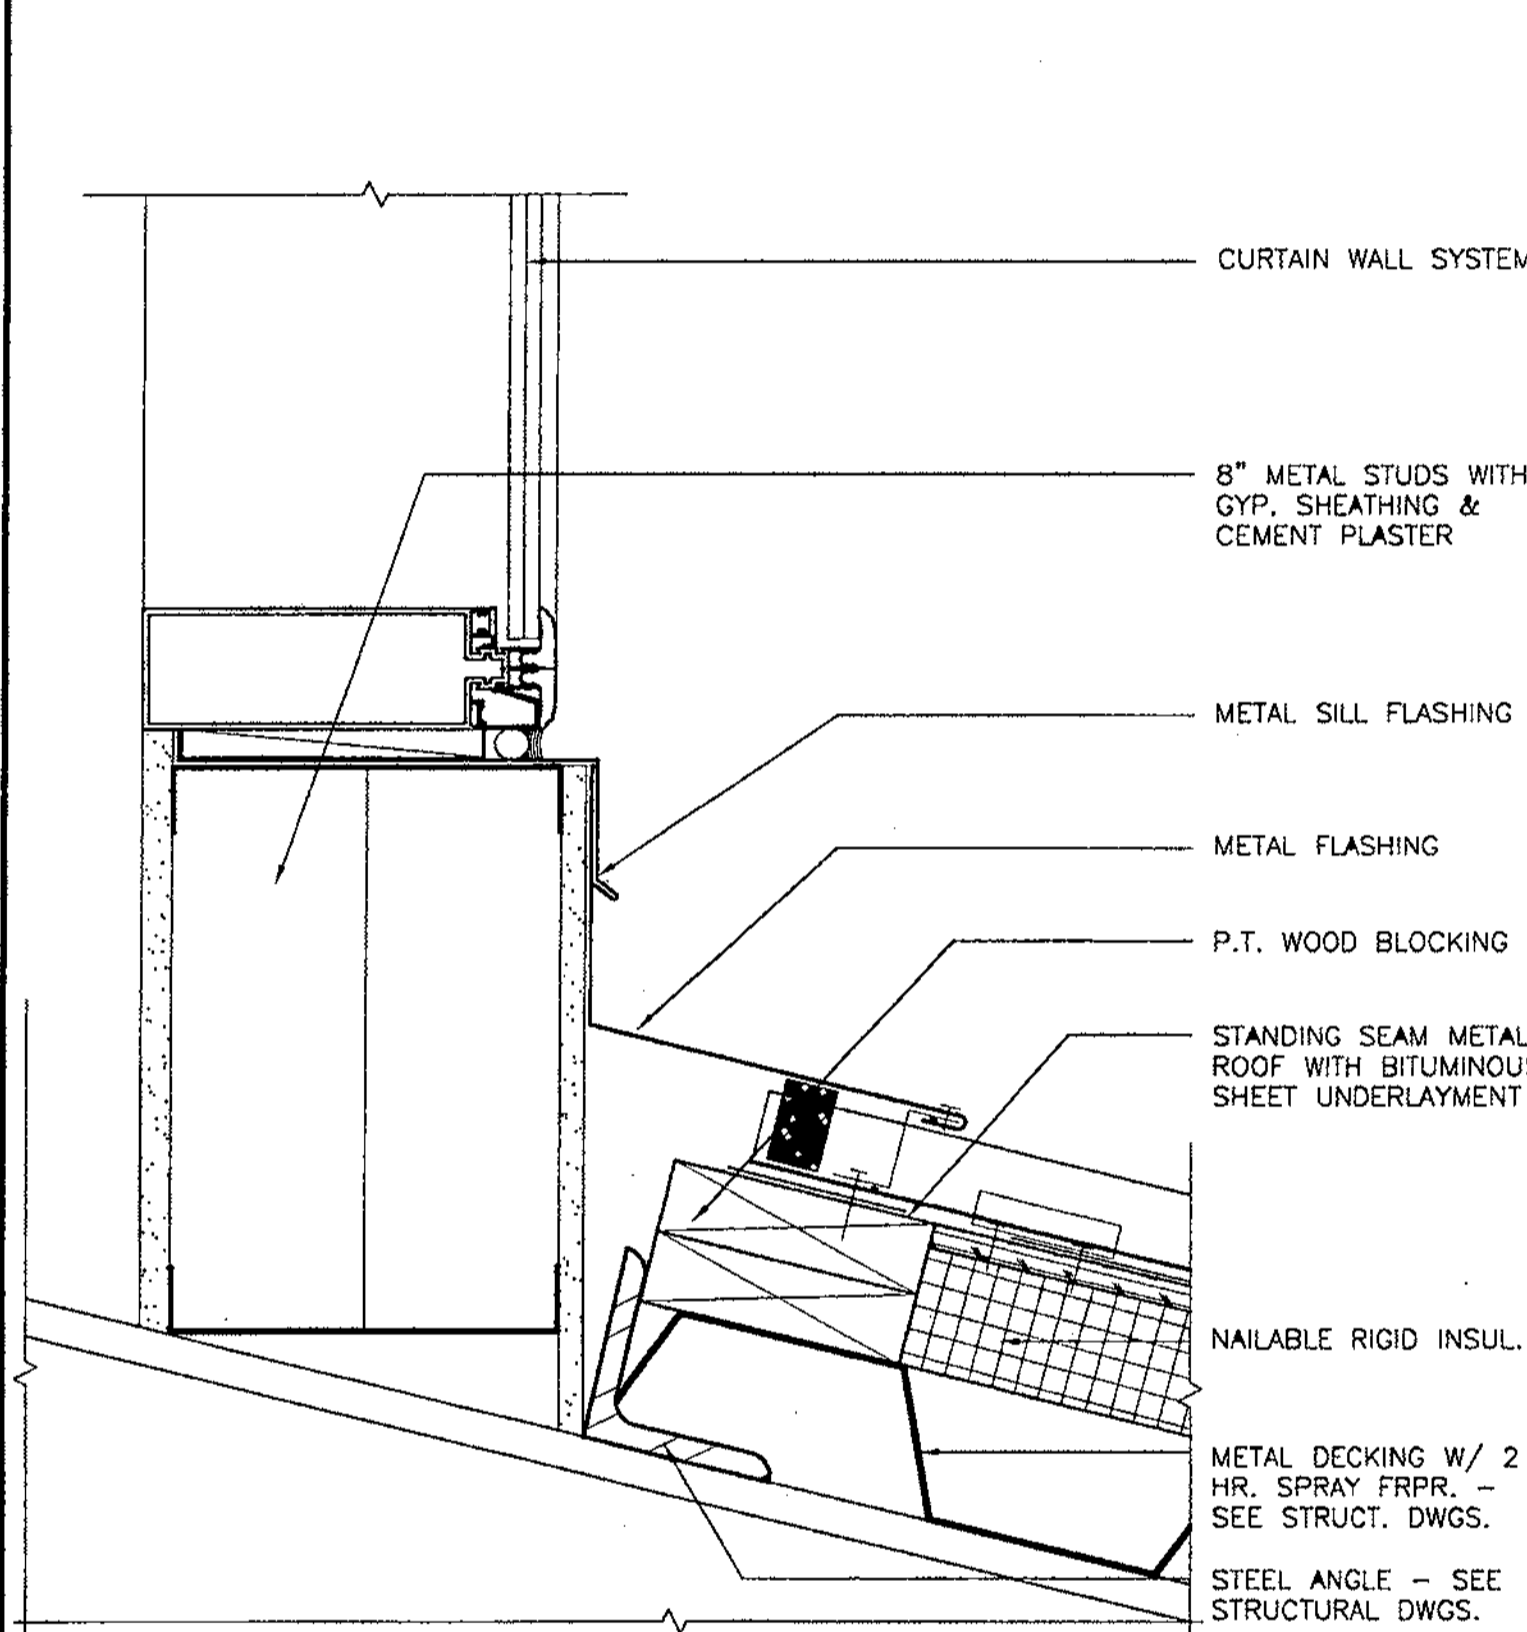 CURTAIN WALL SYSTEM
8" METAL STUDS WITH
GYP. SHEATHING &
CEMENT PLASTER
METAL SILL FLASHING
METAL FLASHING
P.T. WOOD BLOCKING
STANDING SEAM METAL
ROOF WITH BITUMINOUS
SHEET UNDERLAYMENT
NAILABLE RIGID INSUL.
METAL DECKING W/ 2
HR. SPRAY FRPR. –
SEE STRUCT. DWGS.
STEEL ANGLE – SEE
STRUCTURAL DWGS.